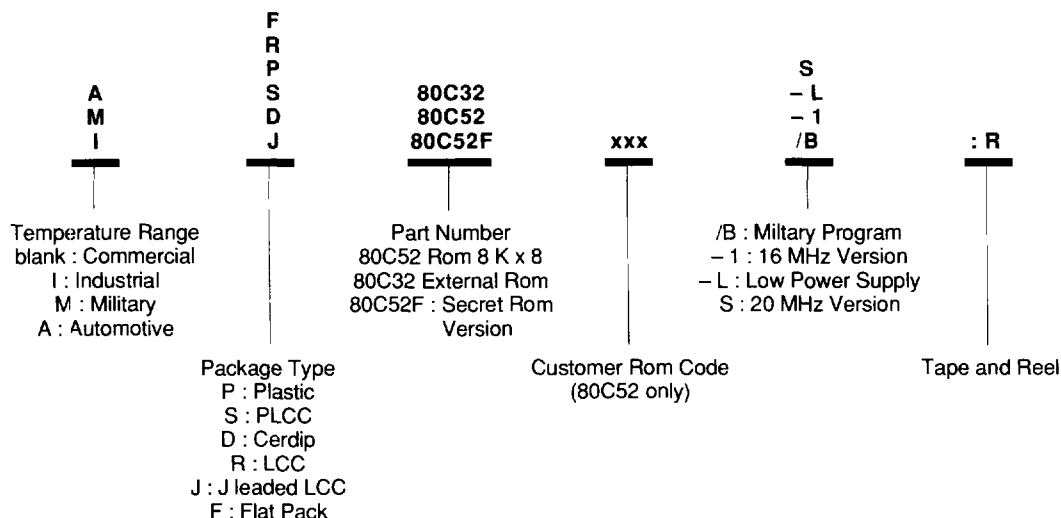 F
R
P
S
D
J
A
M
I
80C32
80C52
80C52F
xxx
S
– L
– 1
/B
: R
Temperature Range
blank : Commercial
I : Industrial
M : Military
A : Automotive
Package Type
P : Plastic
S : PLCC
D : Cerdip
R : LCC
J : J leaded LCC
F : Flat Pack
Part Number
80C52 Rom 8 K x 8
80C32 External Rom
80C52F : Secret Rom
Version
Customer Rom Code
(80C52 only)
/B : Miltary Program
– 1 : 16 MHz Version
– L : Low Power Supply
S : 20 MHz Version
Tape and Reel